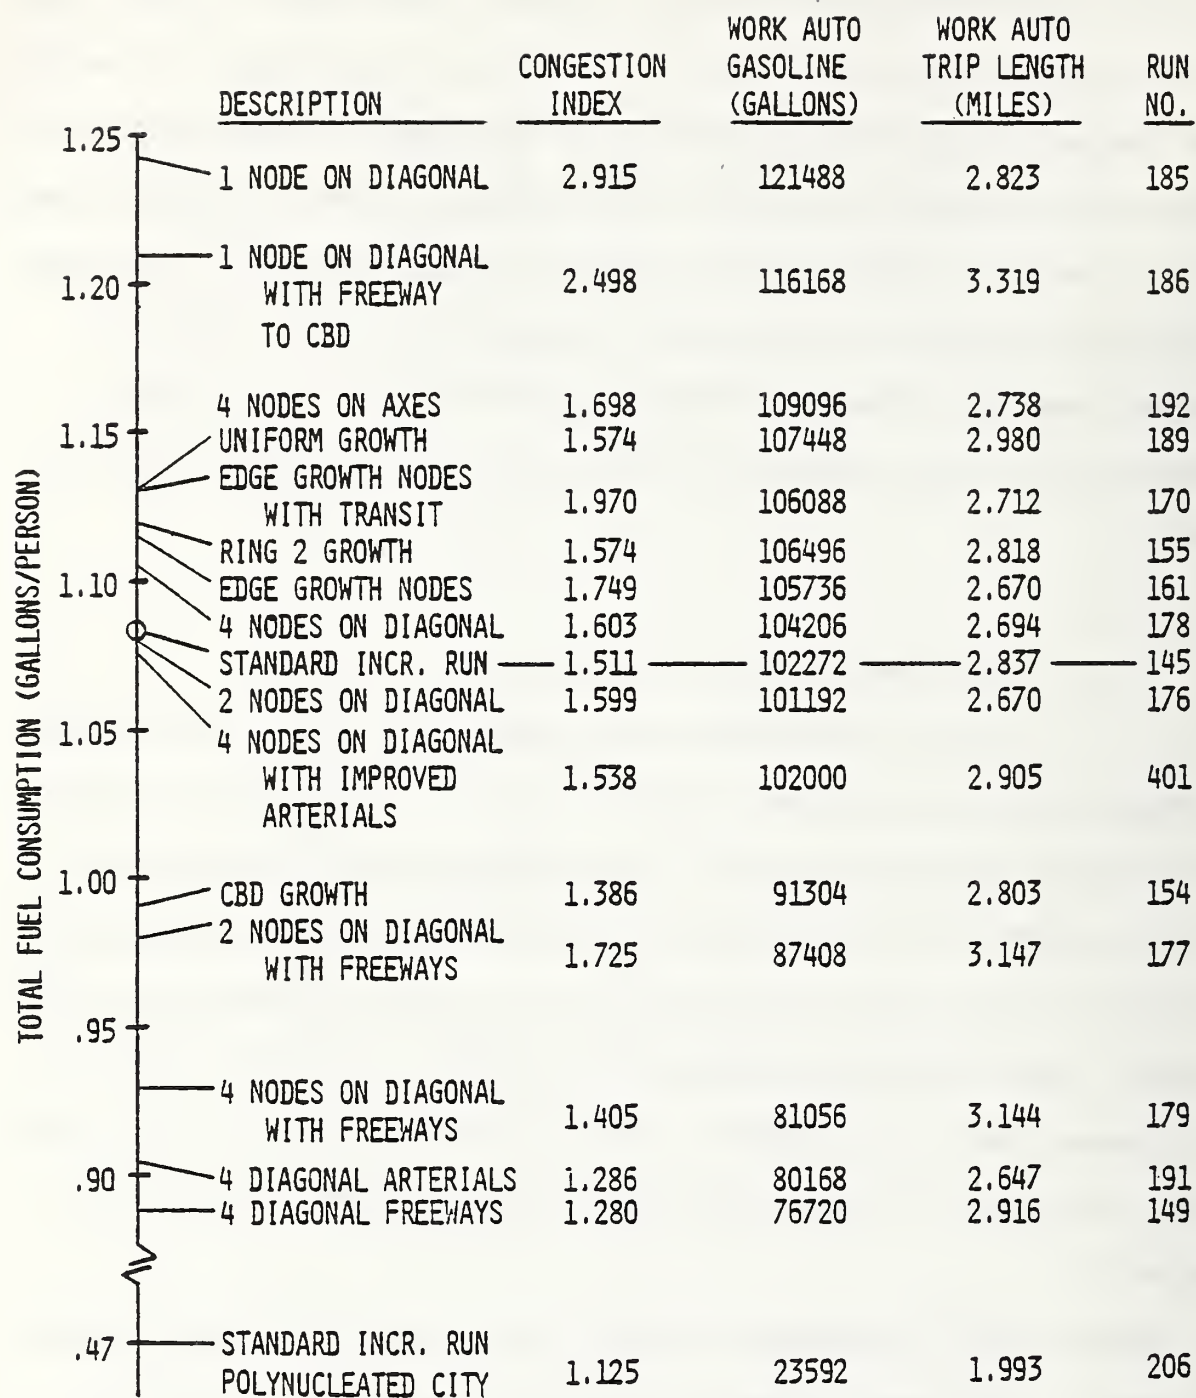 WORK AUTO WORK AUTO
CONGESTION GASOLINE TRIP LENGTH RUN
DESCRIPTION INDEX (GALLONS) (MILES) NO.
1.25
1 NODE ON DIAGONAL 2.915 121488 2.823 185
1 NODE ON DIAGONAL
1.20 WITH FREEWAY 2.498 116168 3.319 186
TO CBD
4 NODES ON AXES 1.698 109096 2.738 192
1.15 UNIFORM GROWTH 1.574 107448 2.980 189
EDGE GROWTH NODES
WITH TRANSIT 1.970 106088 2.712 170
RING 2 GROWTH 1.574 106496 2.818 155
1.10 EDGE GROWTH NODES 1.749 105736 2.670 161
4 NODES ON DIAGONAL 1.603 104206 2.694 178
STANDARD INCR. RUN 1.511 102272 2.837 145
2 NODES ON DIAGONAL 1.599 101192 2.670 176
1.05 4 NODES ON DIAGONAL
WITH IMPROVED 1.538 102000 2.905 401
ARTERIALS
1.00 CBD GROWTH 1.386 91304 2.803 154
2 NODES ON DIAGONAL
WITH FREEWAYS 1.725 87408 3.147 177
.95
4 NODES ON DIAGONAL
WITH FREEWAYS 1.405 81056 3.144 179
.90 4 DIAGONAL ARTERIALS 1.286 80168 2.647 191
4 DIAGONAL FREEWAYS 1.280 76720 2.916 149
.47 STANDARD INCR. RUN
POLYNUCLEATED CITY 1.125 23592 1.993 206
TOTAL FUEL CONSUMPTION (GALLONS/PERSON)